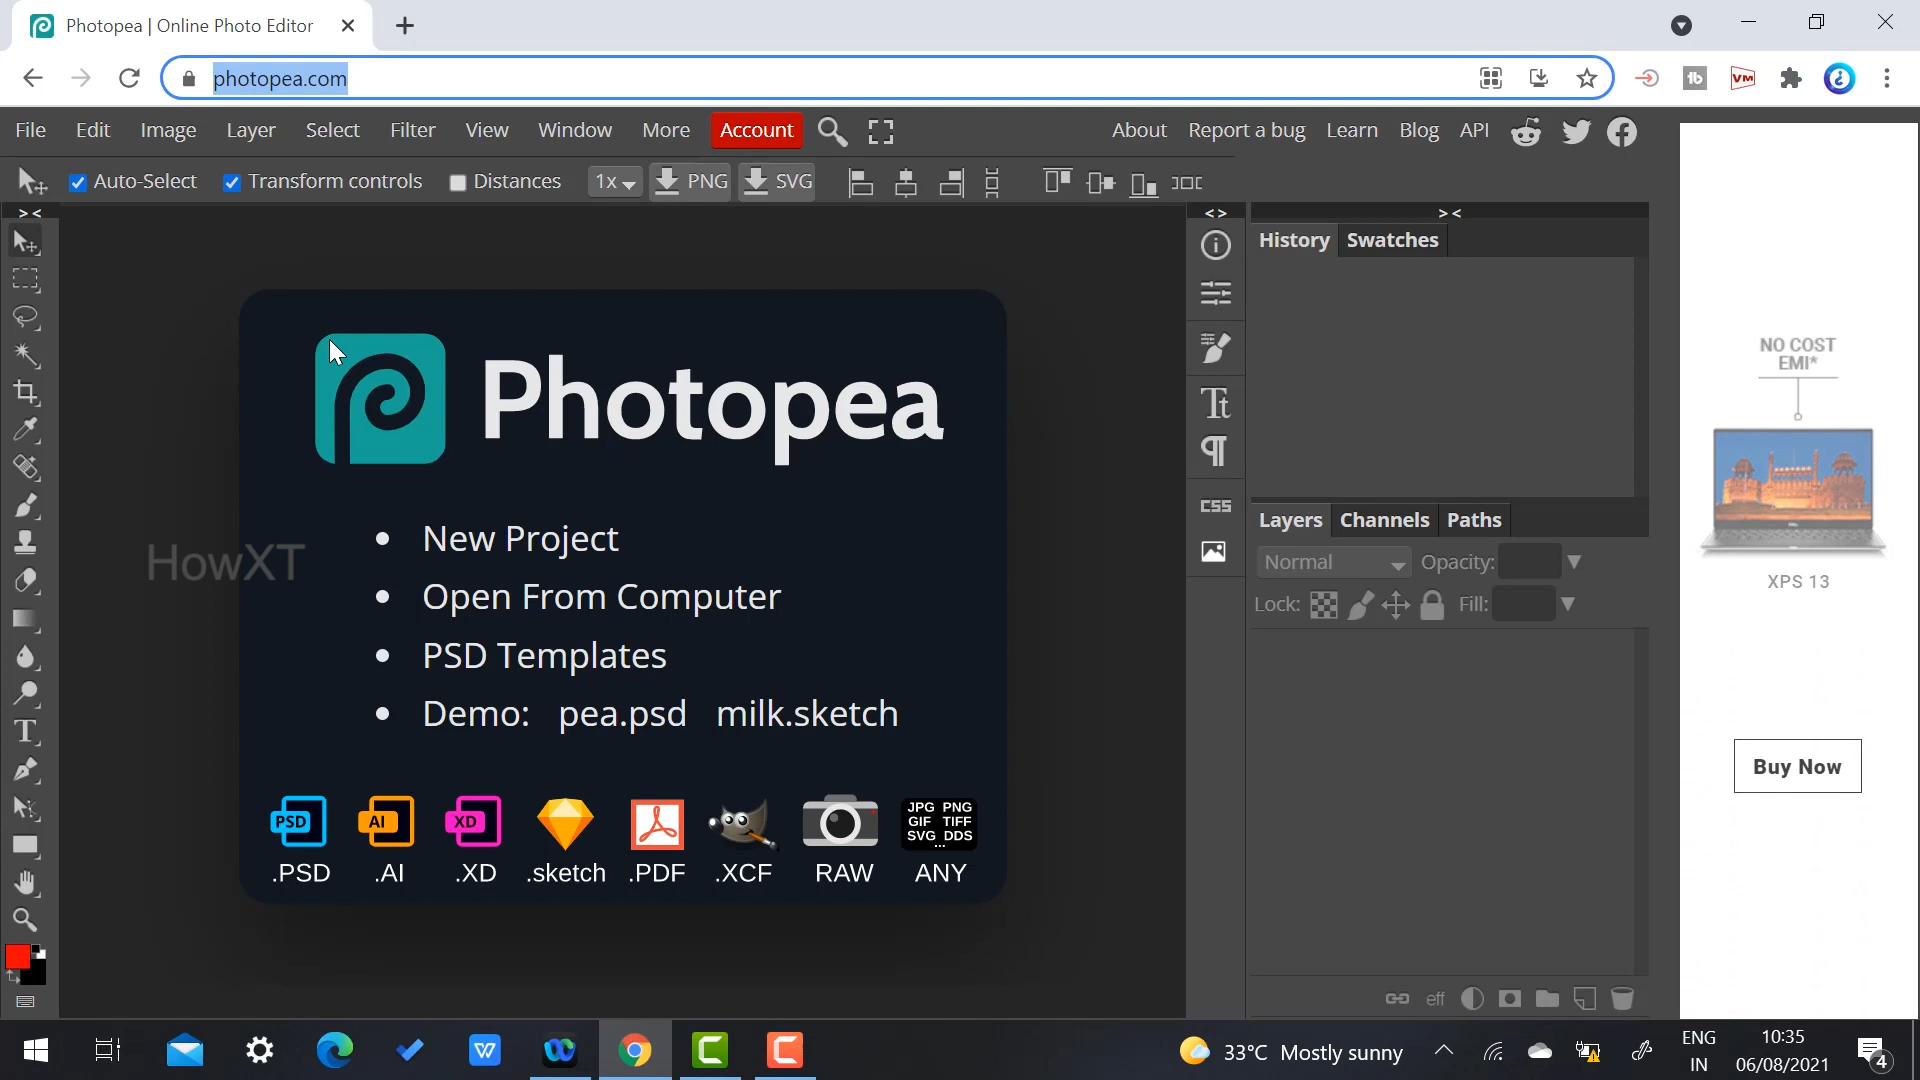 Photopea | Online Photo Editor
photopea.com
File Edit Image Layer Select Filter View Window More Account About Report a bug Learn Blog API
Auto-Select Transform controls Distances 1x PNG SVG
> <
< >
> <
History Swatches
Photopea
New Project
Open From Computer
PSD Templates
Demo: pea.psd milk.sketch
HowXT
PSD AI XD
JPG PNG
GIF TIFF
SVG DDS
...
.PSD .AI .XD .sketch .PDF .XCF RAW ANY
CSS
Layers Channels Paths
Normal Opacity:
Lock: Fill:
eff
NO COST
EMI*
XPS 13
Buy Now
33°C Mostly sunny
ENG
IN
10:35
06/08/2021
4